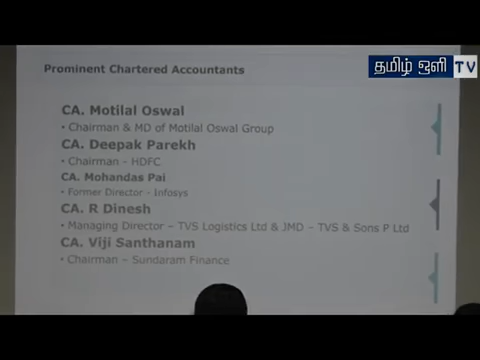 தமிழ் ஒளி TV
Prominent Chartered Accountants
CA. Motilal Oswal
• Chairman & MD of Motilal Oswal Group
CA. Deepak Parekh
• Chairman - HDFC
CA. Mohandas Pai
• Former Director - Infosys
CA. R Dinesh
• Managing Director – TVS Logistics Ltd & JMD – TVS & Sons P Ltd
CA. Viji Santhanam
• Chairman – Sundaram Finance